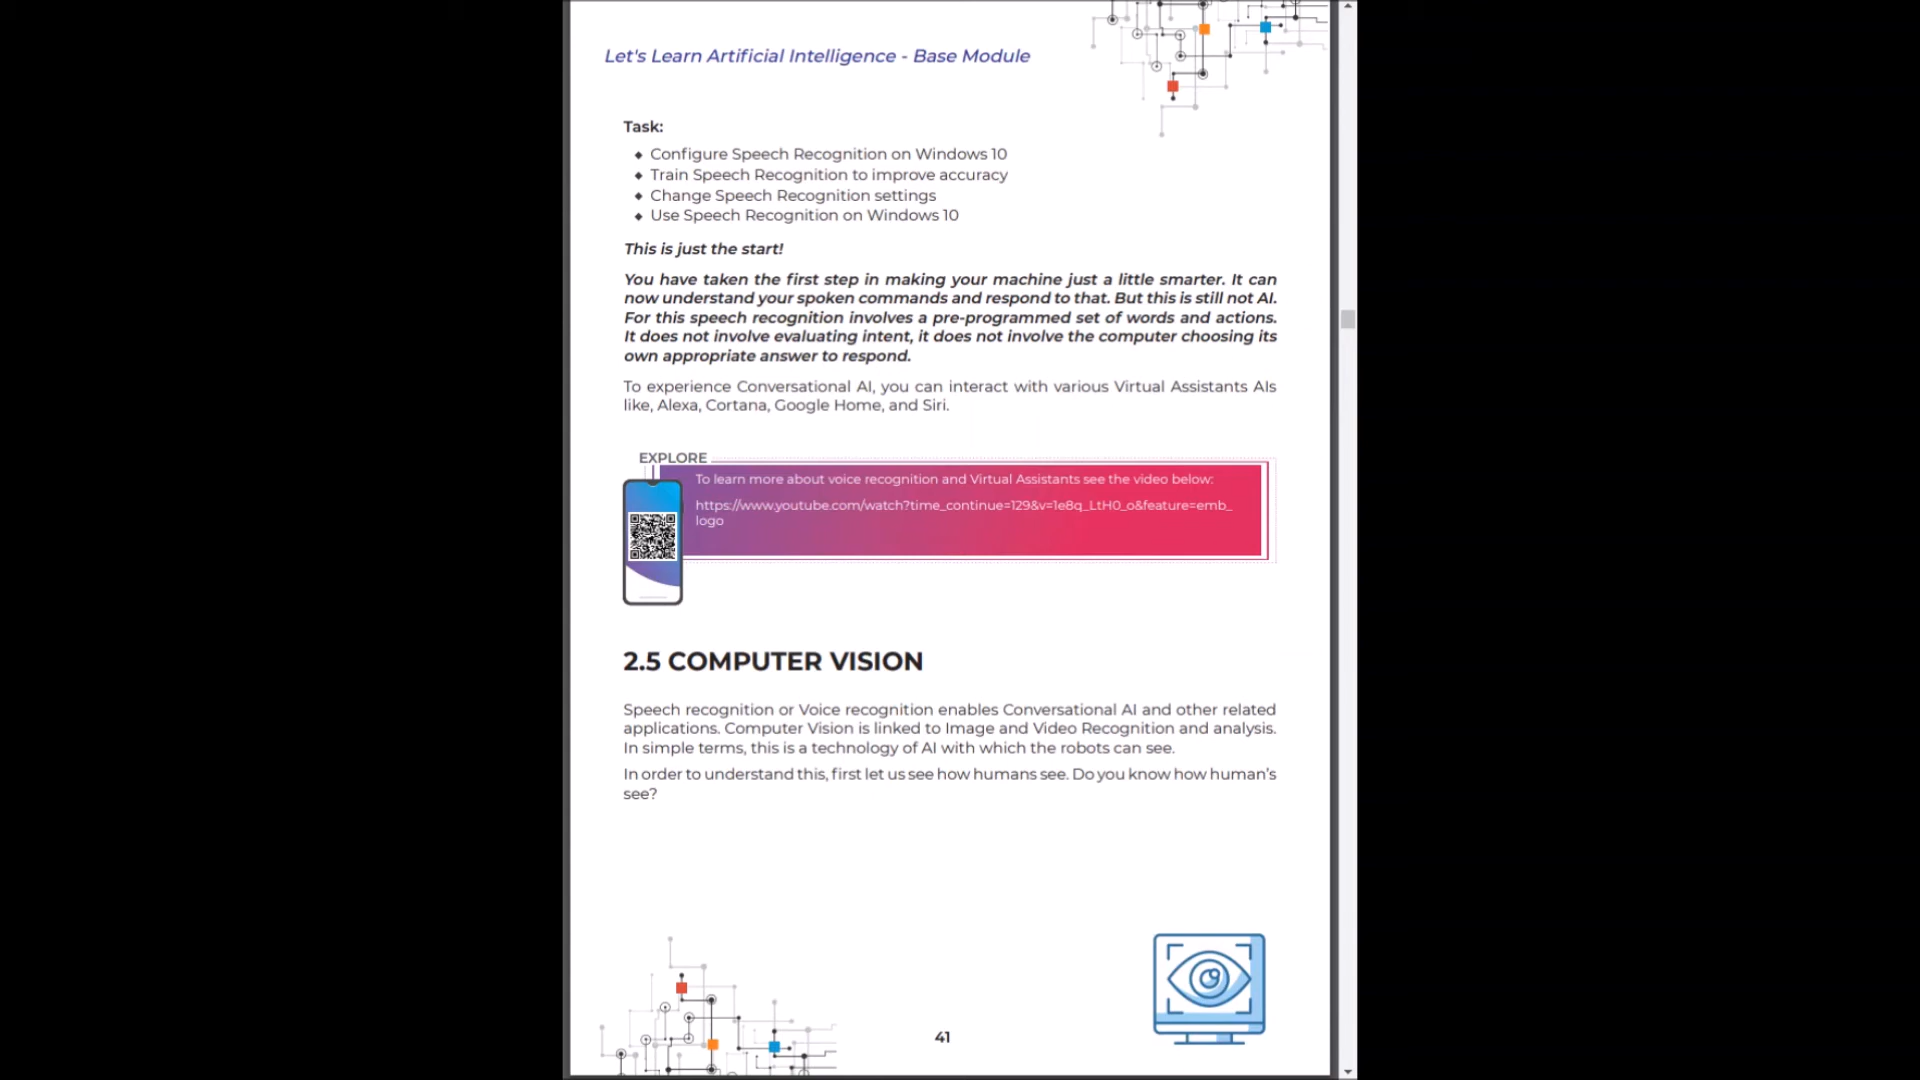 Let's Learn Artificial Intelligence - Base Module
Task:
◆ Configure Speech Recognition on Windows 10
◆ Train Speech Recognition to improve accuracy
◆ Change Speech Recognition settings
◆ Use Speech Recognition on Windows 10
This is just the start!
You have taken the first step in making your machine just a little smarter. It can
now understand your spoken commands and respond to that. But this is still not AI.
For this speech recognition involves a pre-programmed set of words and actions.
It does not involve evaluating intent, it does not involve the computer choosing its
own appropriate answer to respond.
To experience Conversational AI, you can interact with various Virtual Assistants AIs
like, Alexa, Cortana, Google Home, and Siri.
EXPLORE
To learn more about voice recognition and Virtual Assistants see the video below:
https://www.youtube.com/watch?time_continue=129&v=1e8q_LtH0_o&feature=emb_
logo
2.5 COMPUTER VISION
Speech recognition or Voice recognition enables Conversational AI and other related
applications. Computer Vision is linked to Image and Video Recognition and analysis.
In simple terms, this is a technology of AI with which the robots can see.
In order to understand this, first let us see how humans see. Do you know how human's
see?
41